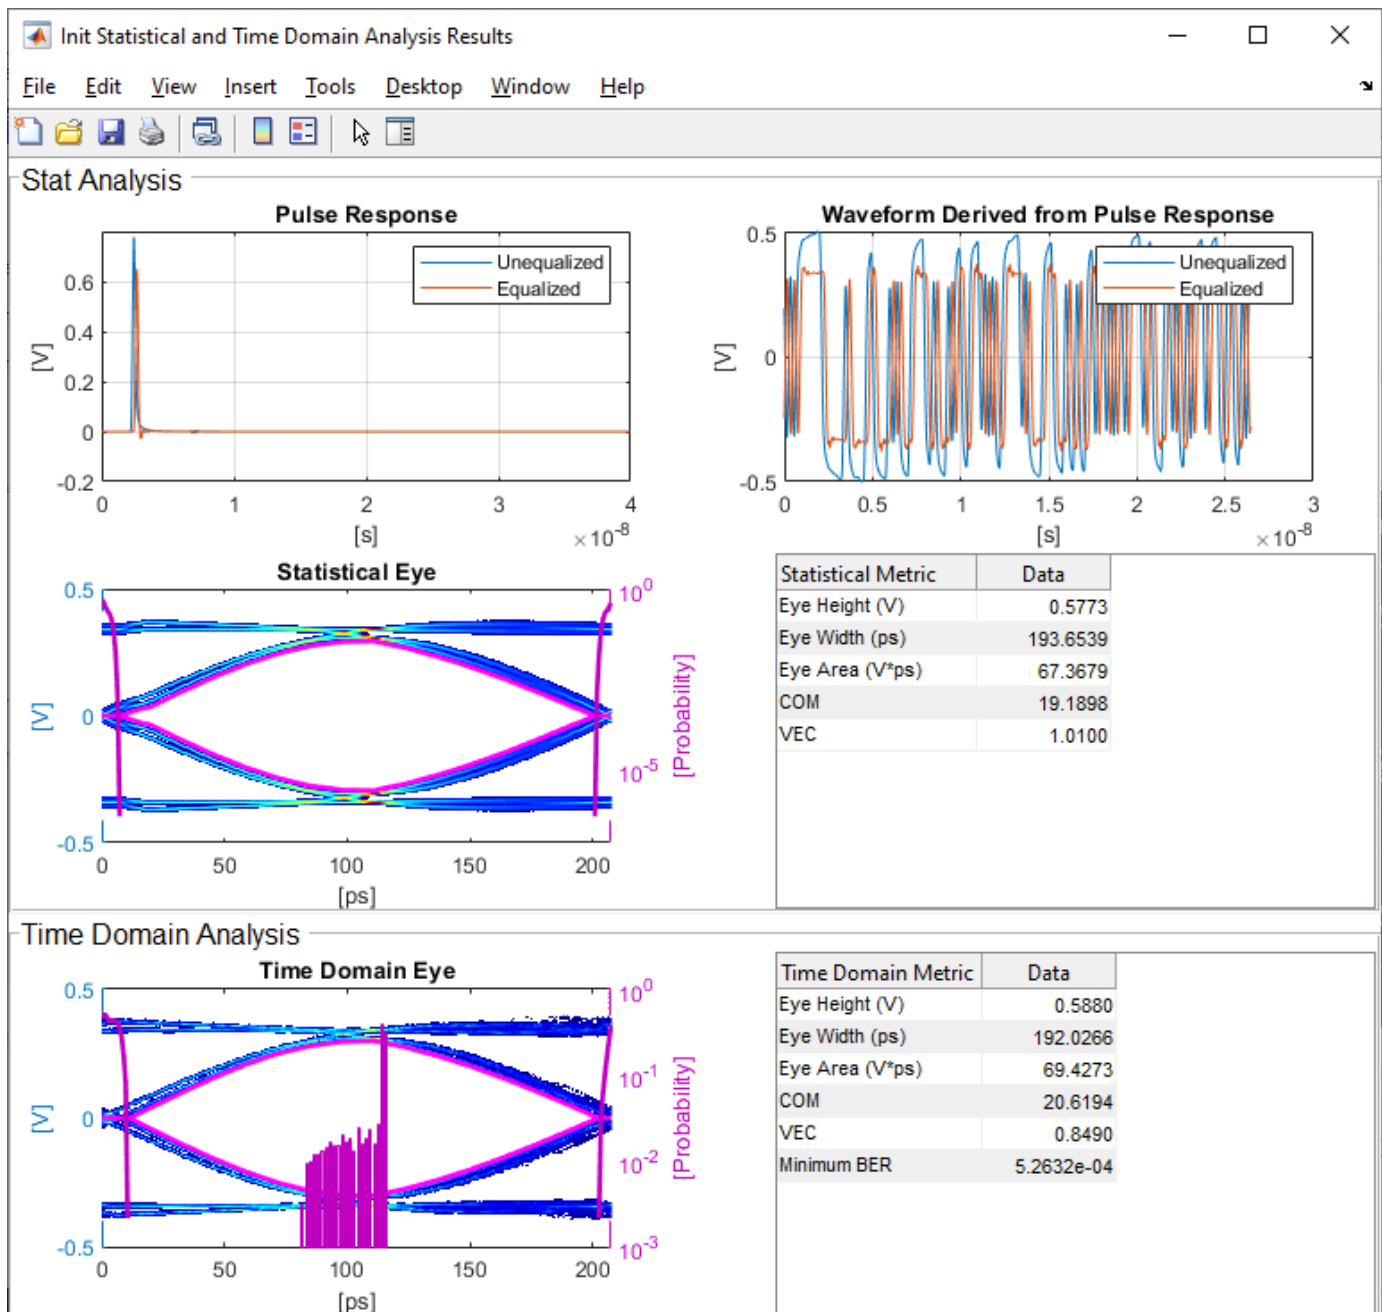 Init Statistical and Time Domain Analysis Results
File Edit View Insert Tools Desktop Window Help
Stat Analysis
Pulse Response
Unequalized
Equalized
0.6
0.4
0.2
0
-0.2
[V]
0 1 2 3 4
[s]
×10^-8
Waveform Derived from Pulse Response
Unequalized
Equalized
0.5
0
-0.5
[V]
0 0.5 1 1.5 2 2.5 3
[s]
×10^-8
Statistical Eye
0.5
0
-0.5
[V]
10^0
10^-5
[Probability]
0 50 100 150 200
[ps]
Statistical Metric Data
Eye Height (V) 0.5773
Eye Width (ps) 193.6539
Eye Area (V*ps) 67.3679
COM 19.1898
VEC 1.0100
Time Domain Analysis
Time Domain Eye
0.5
0
-0.5
[V]
10^0
10^-1
10^-2
10^-3
[Probability]
0 50 100 150 200
[ps]
Time Domain Metric Data
Eye Height (V) 0.5880
Eye Width (ps) 192.0266
Eye Area (V*ps) 69.4273
COM 20.6194
VEC 0.8490
Minimum BER 5.2632e-04